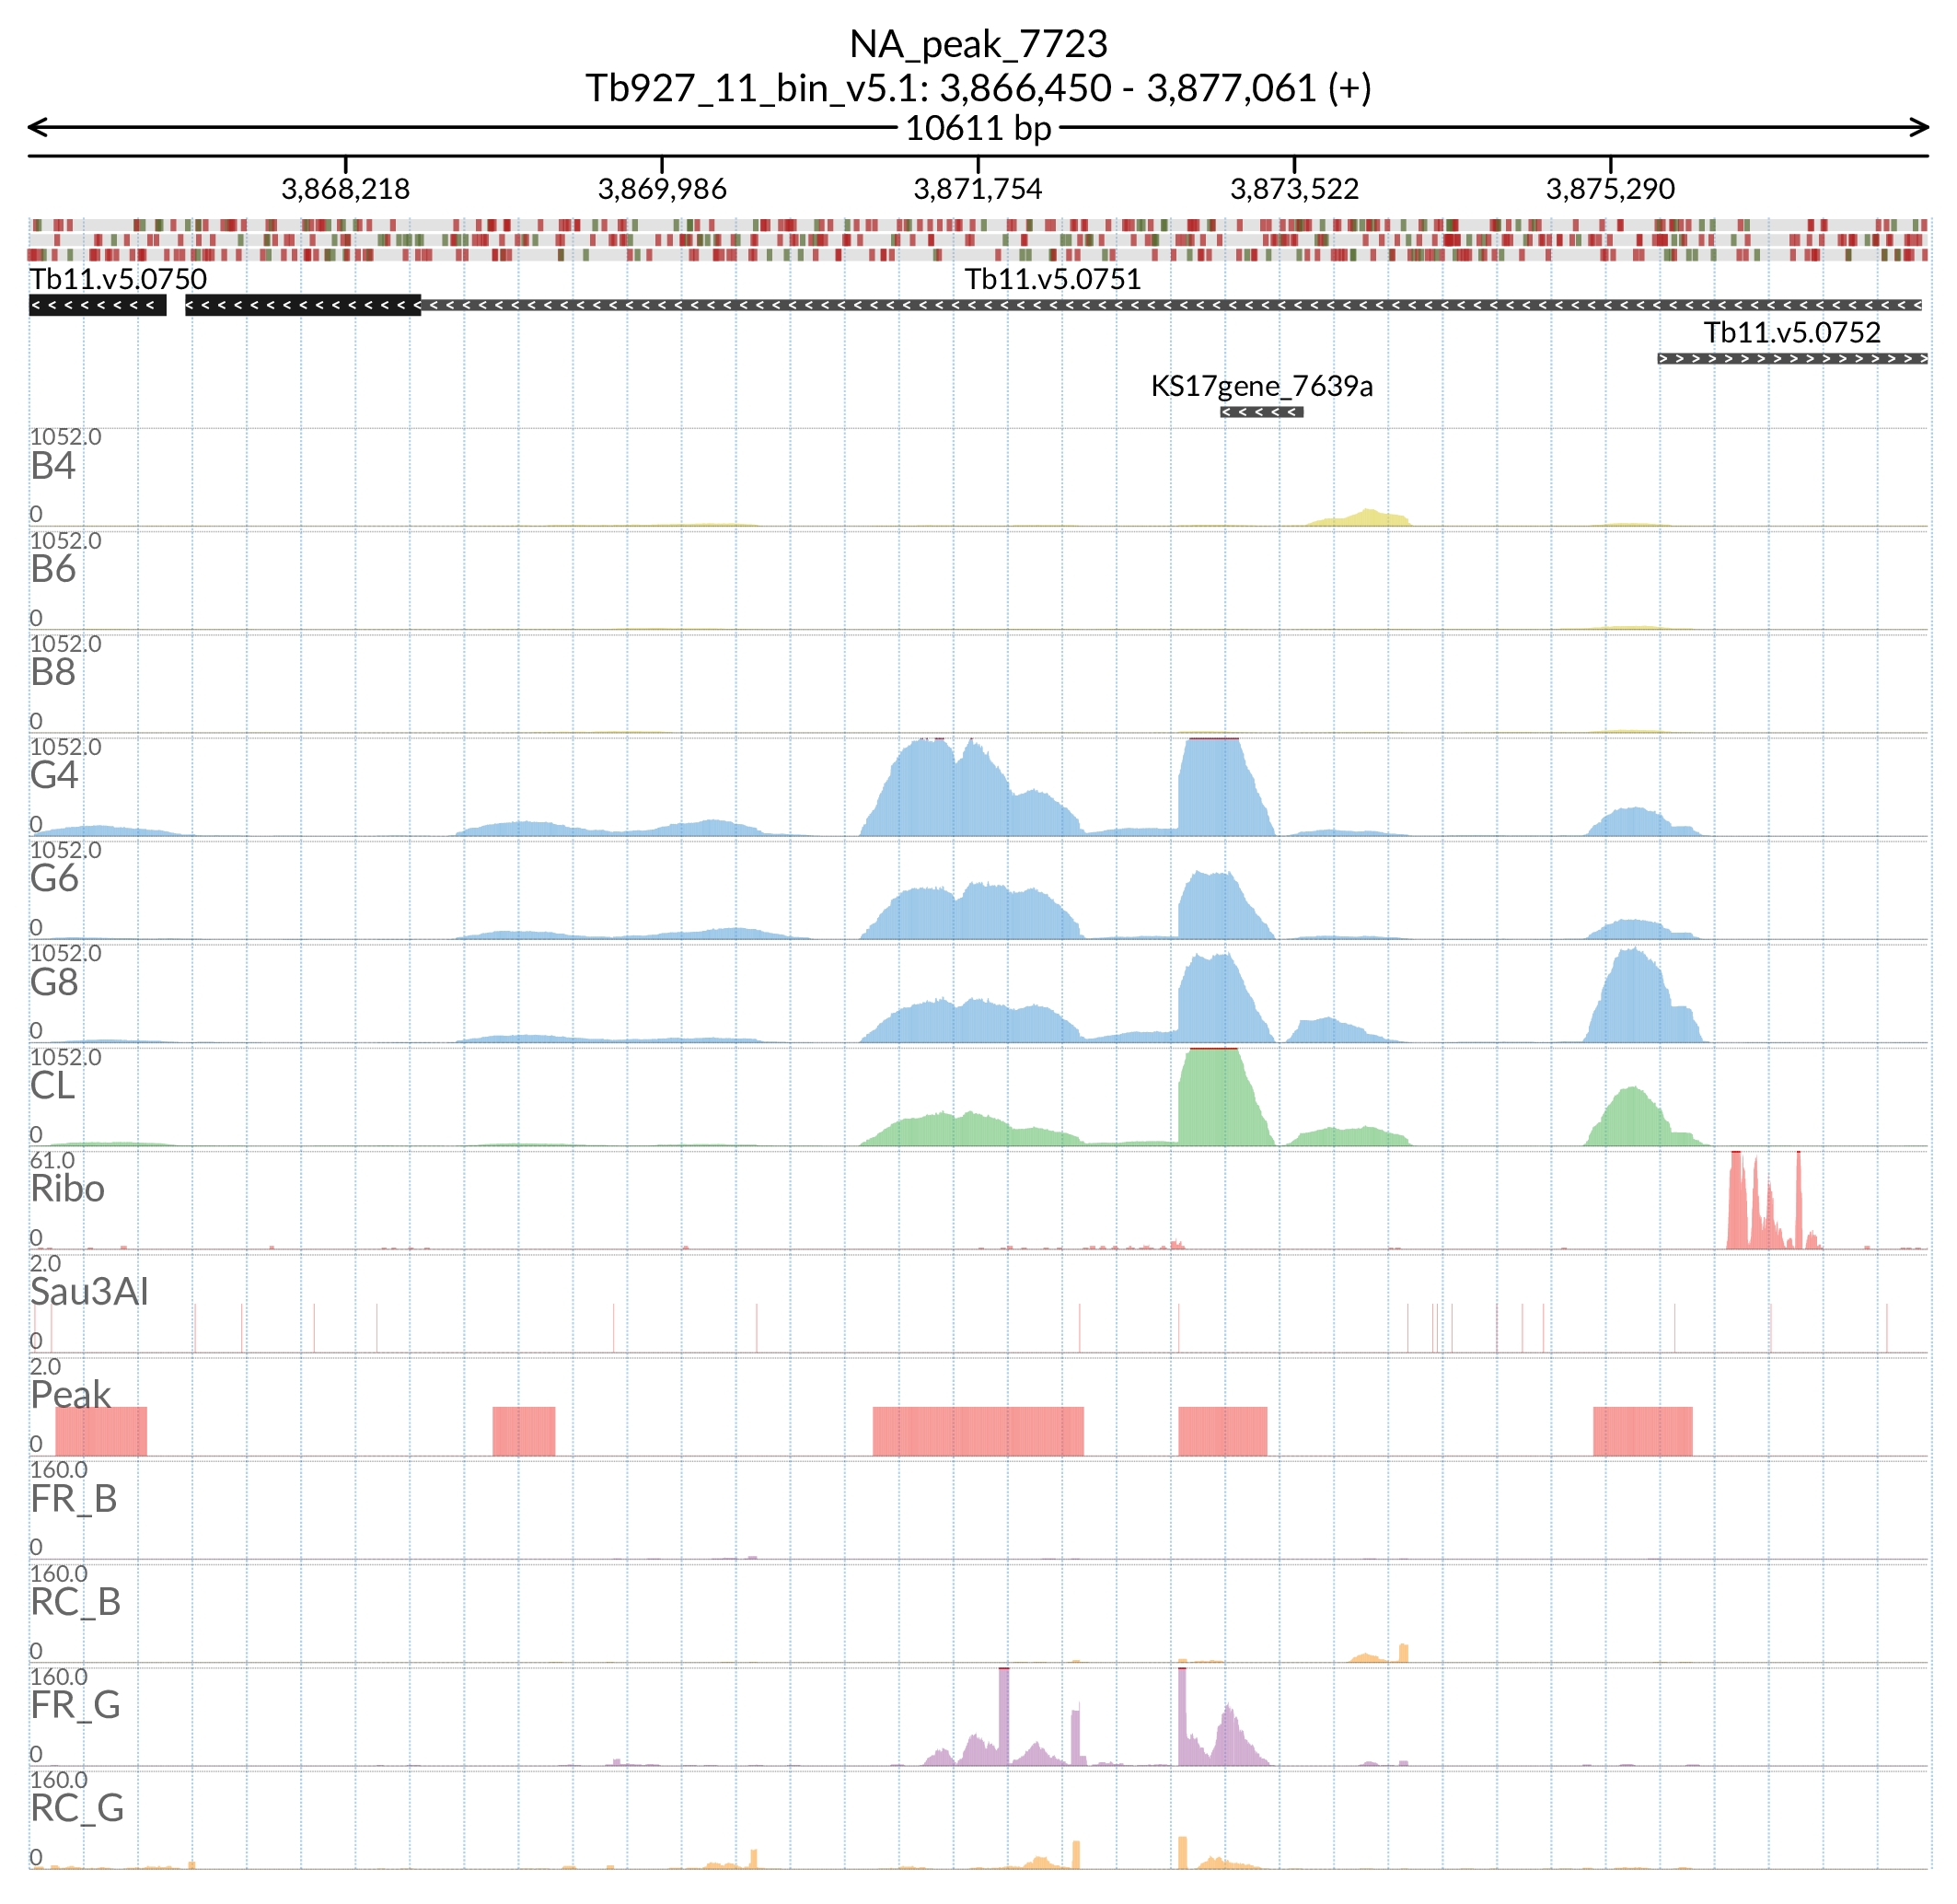 NA_peak_7723
Tb927_11_bin_v5.1: 3,866,450 - 3,877,061 (+)
10611 bp
3,868,218 3,869,986 3,871,754 3,873,522 3,875,290
Tb11.v5.0750 Tb11.v5.0751
Tb11.v5.0752
KS17gene_7639a
1052.0
B4
0
1052.0
B6
0
1052.0
B8
0
1052.0
G4
0
1052.0
G6
0
1052.0
G8
0
1052.0
CL
0
61.0
Ribo
0
2.0
Sau3AI
0
2.0
Peak
0
160.0
FR_B
0
160.0
RC_B
0
160.0
FR_G
0
160.0
RC_G
0